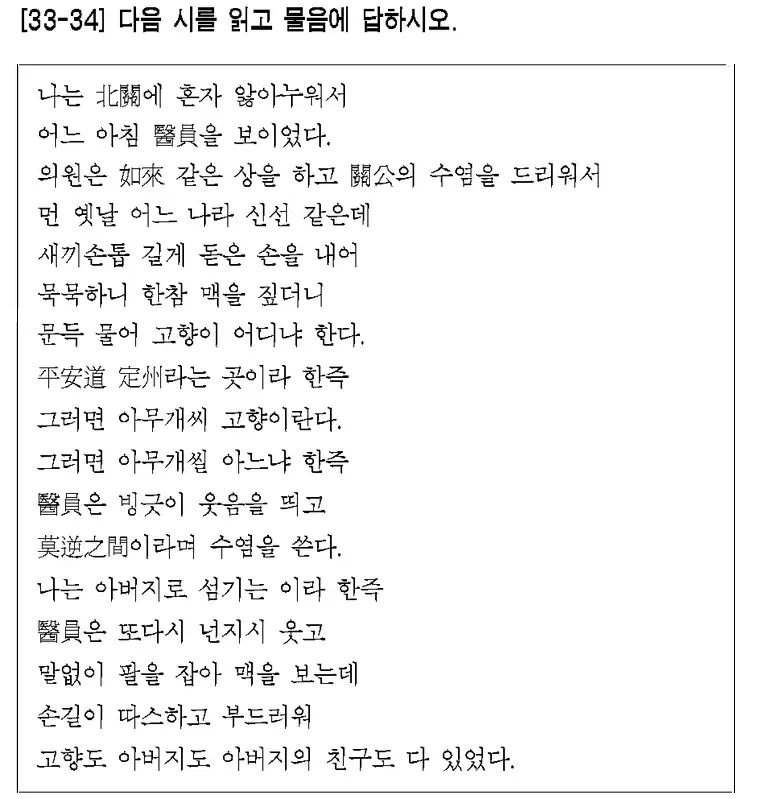 [33-34] 다음 시를 읽고 물음에 답하시오.
나는 北關에 혼자 앓아누워서
어느 아침 醫員을 보이었다.
의원은 如來 같은 상을 하고 關公의 수염을 드리워서
먼 옛날 어느 나라 신선 같은데
새끼손톱 길게 돋은 손을 내어
묵묵하니 한참 맥을 짚더니
문득 물어 고향이 어디냐 한다.
平安道 定州라는 곳이라 한즉
그러면 아무개씨 고향이란다.
그러면 아무개씰 아느냐 한즉
醫員은 빙긋이 웃음을 띄고
莫逆之間이라며 수염을 쓴다.
나는 아버지로 섬기는 이라 한즉
醫員은 또다시 넌지시 웃고
말없이 팔을 잡아 맥을 보는데
손길이 따스하고 부드러워
고향도 아버지도 아버지의 친구도 다 있었다.